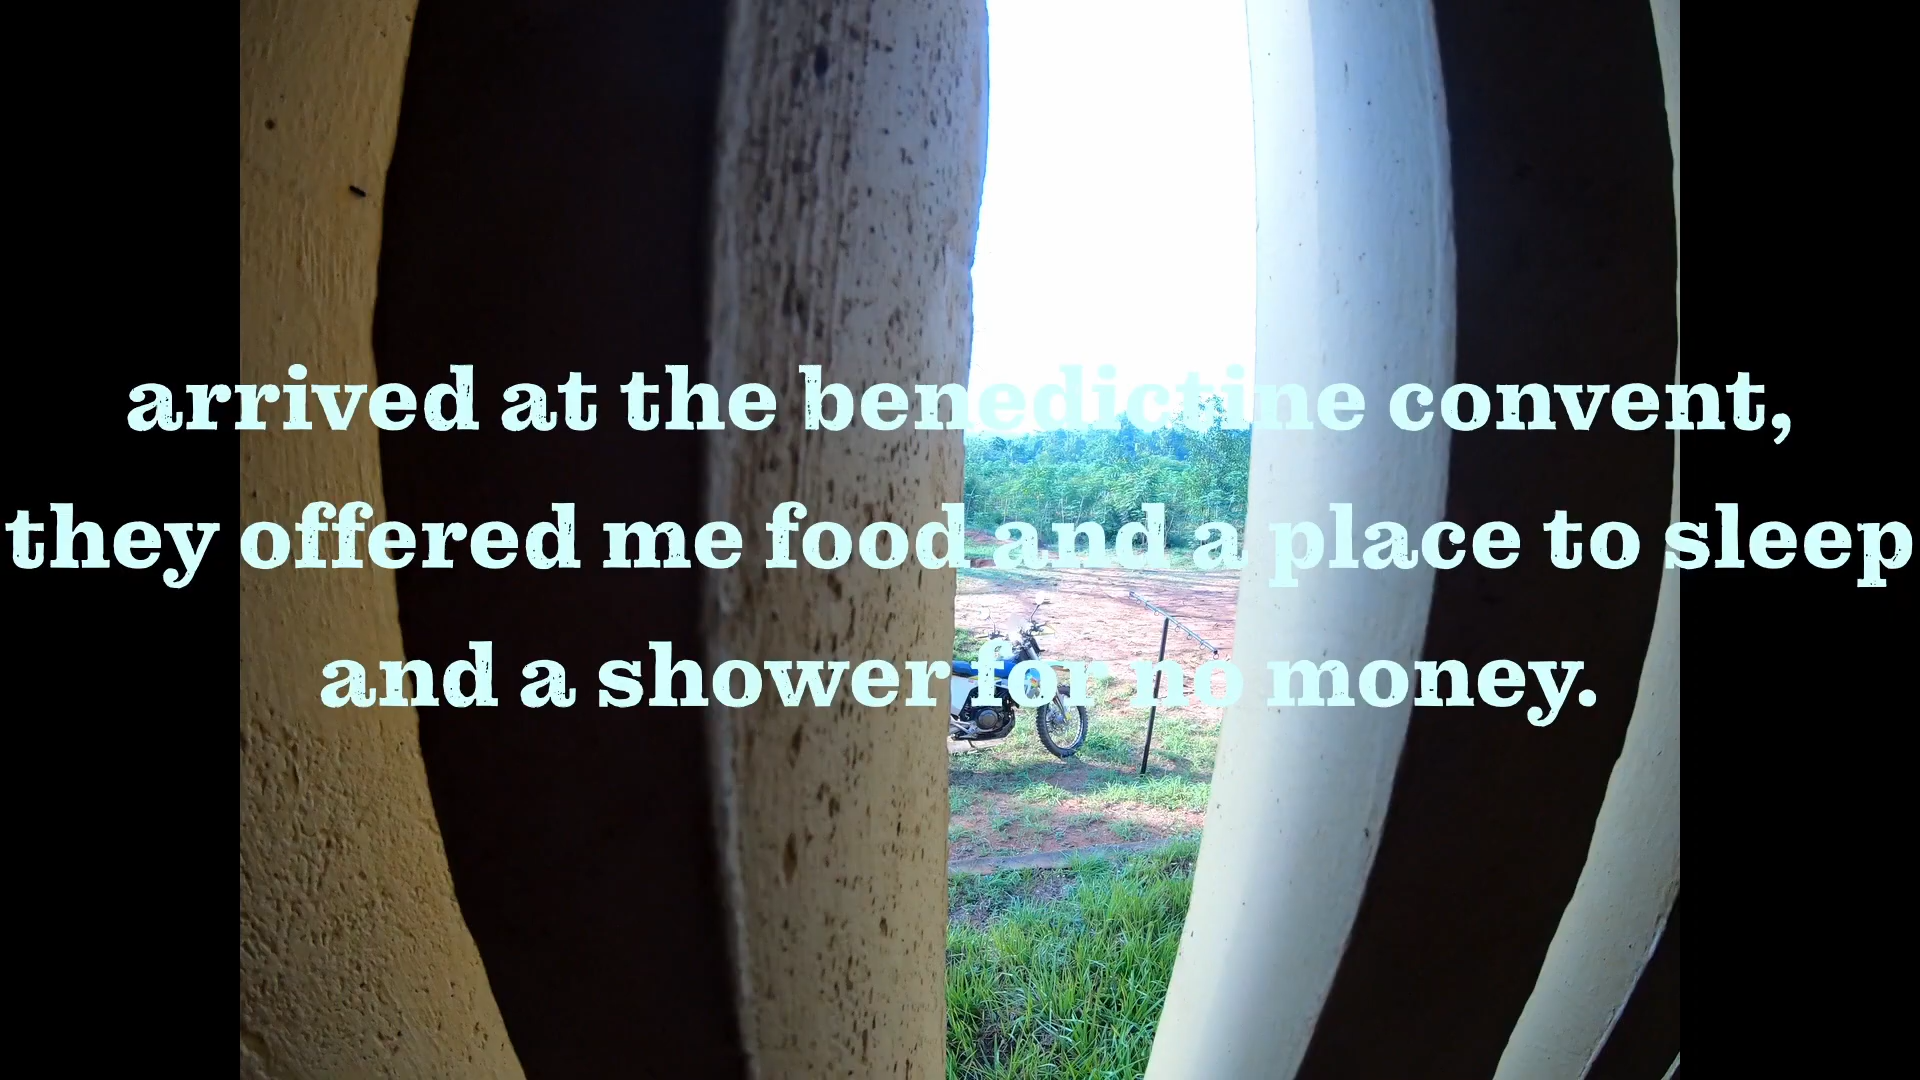 arrived at the benedictine convent,
they offered me food and a place to sleep
and a shower for no money.